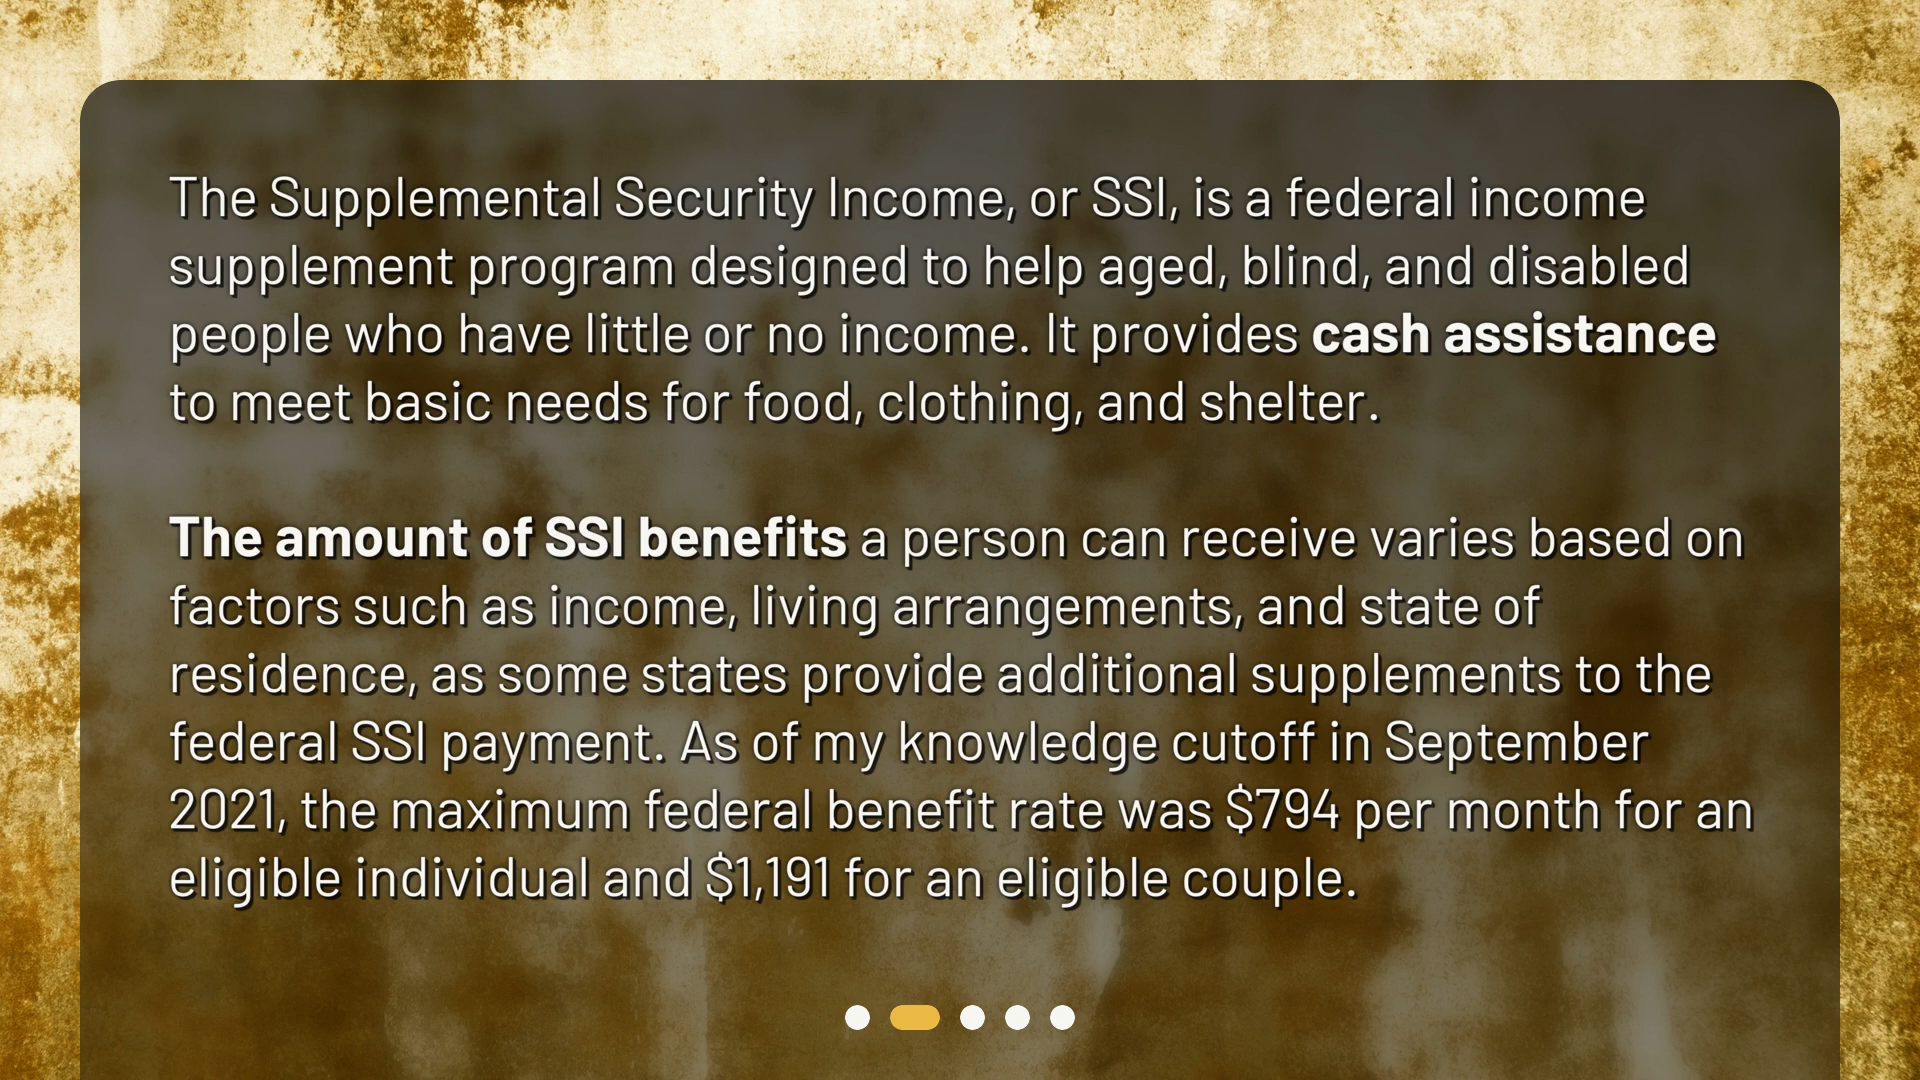 The Supplemental Security Income, or SSI, is a federal income
supplement program designed to help aged, blind, and disabled
people who have little or no income. It provides cash assistance
to meet basic needs for food, clothing, and shelter.
The amount of SSI benefits a person can receive varies based on
factors such as income, living arrangements, and state of
residence, as some states provide additional supplements to the
federal SSI payment. As of my knowledge cutoff in September
2021, the maximum federal benefit rate was $794 per month for an
eligible individual and $1,191 for an eligible couple.